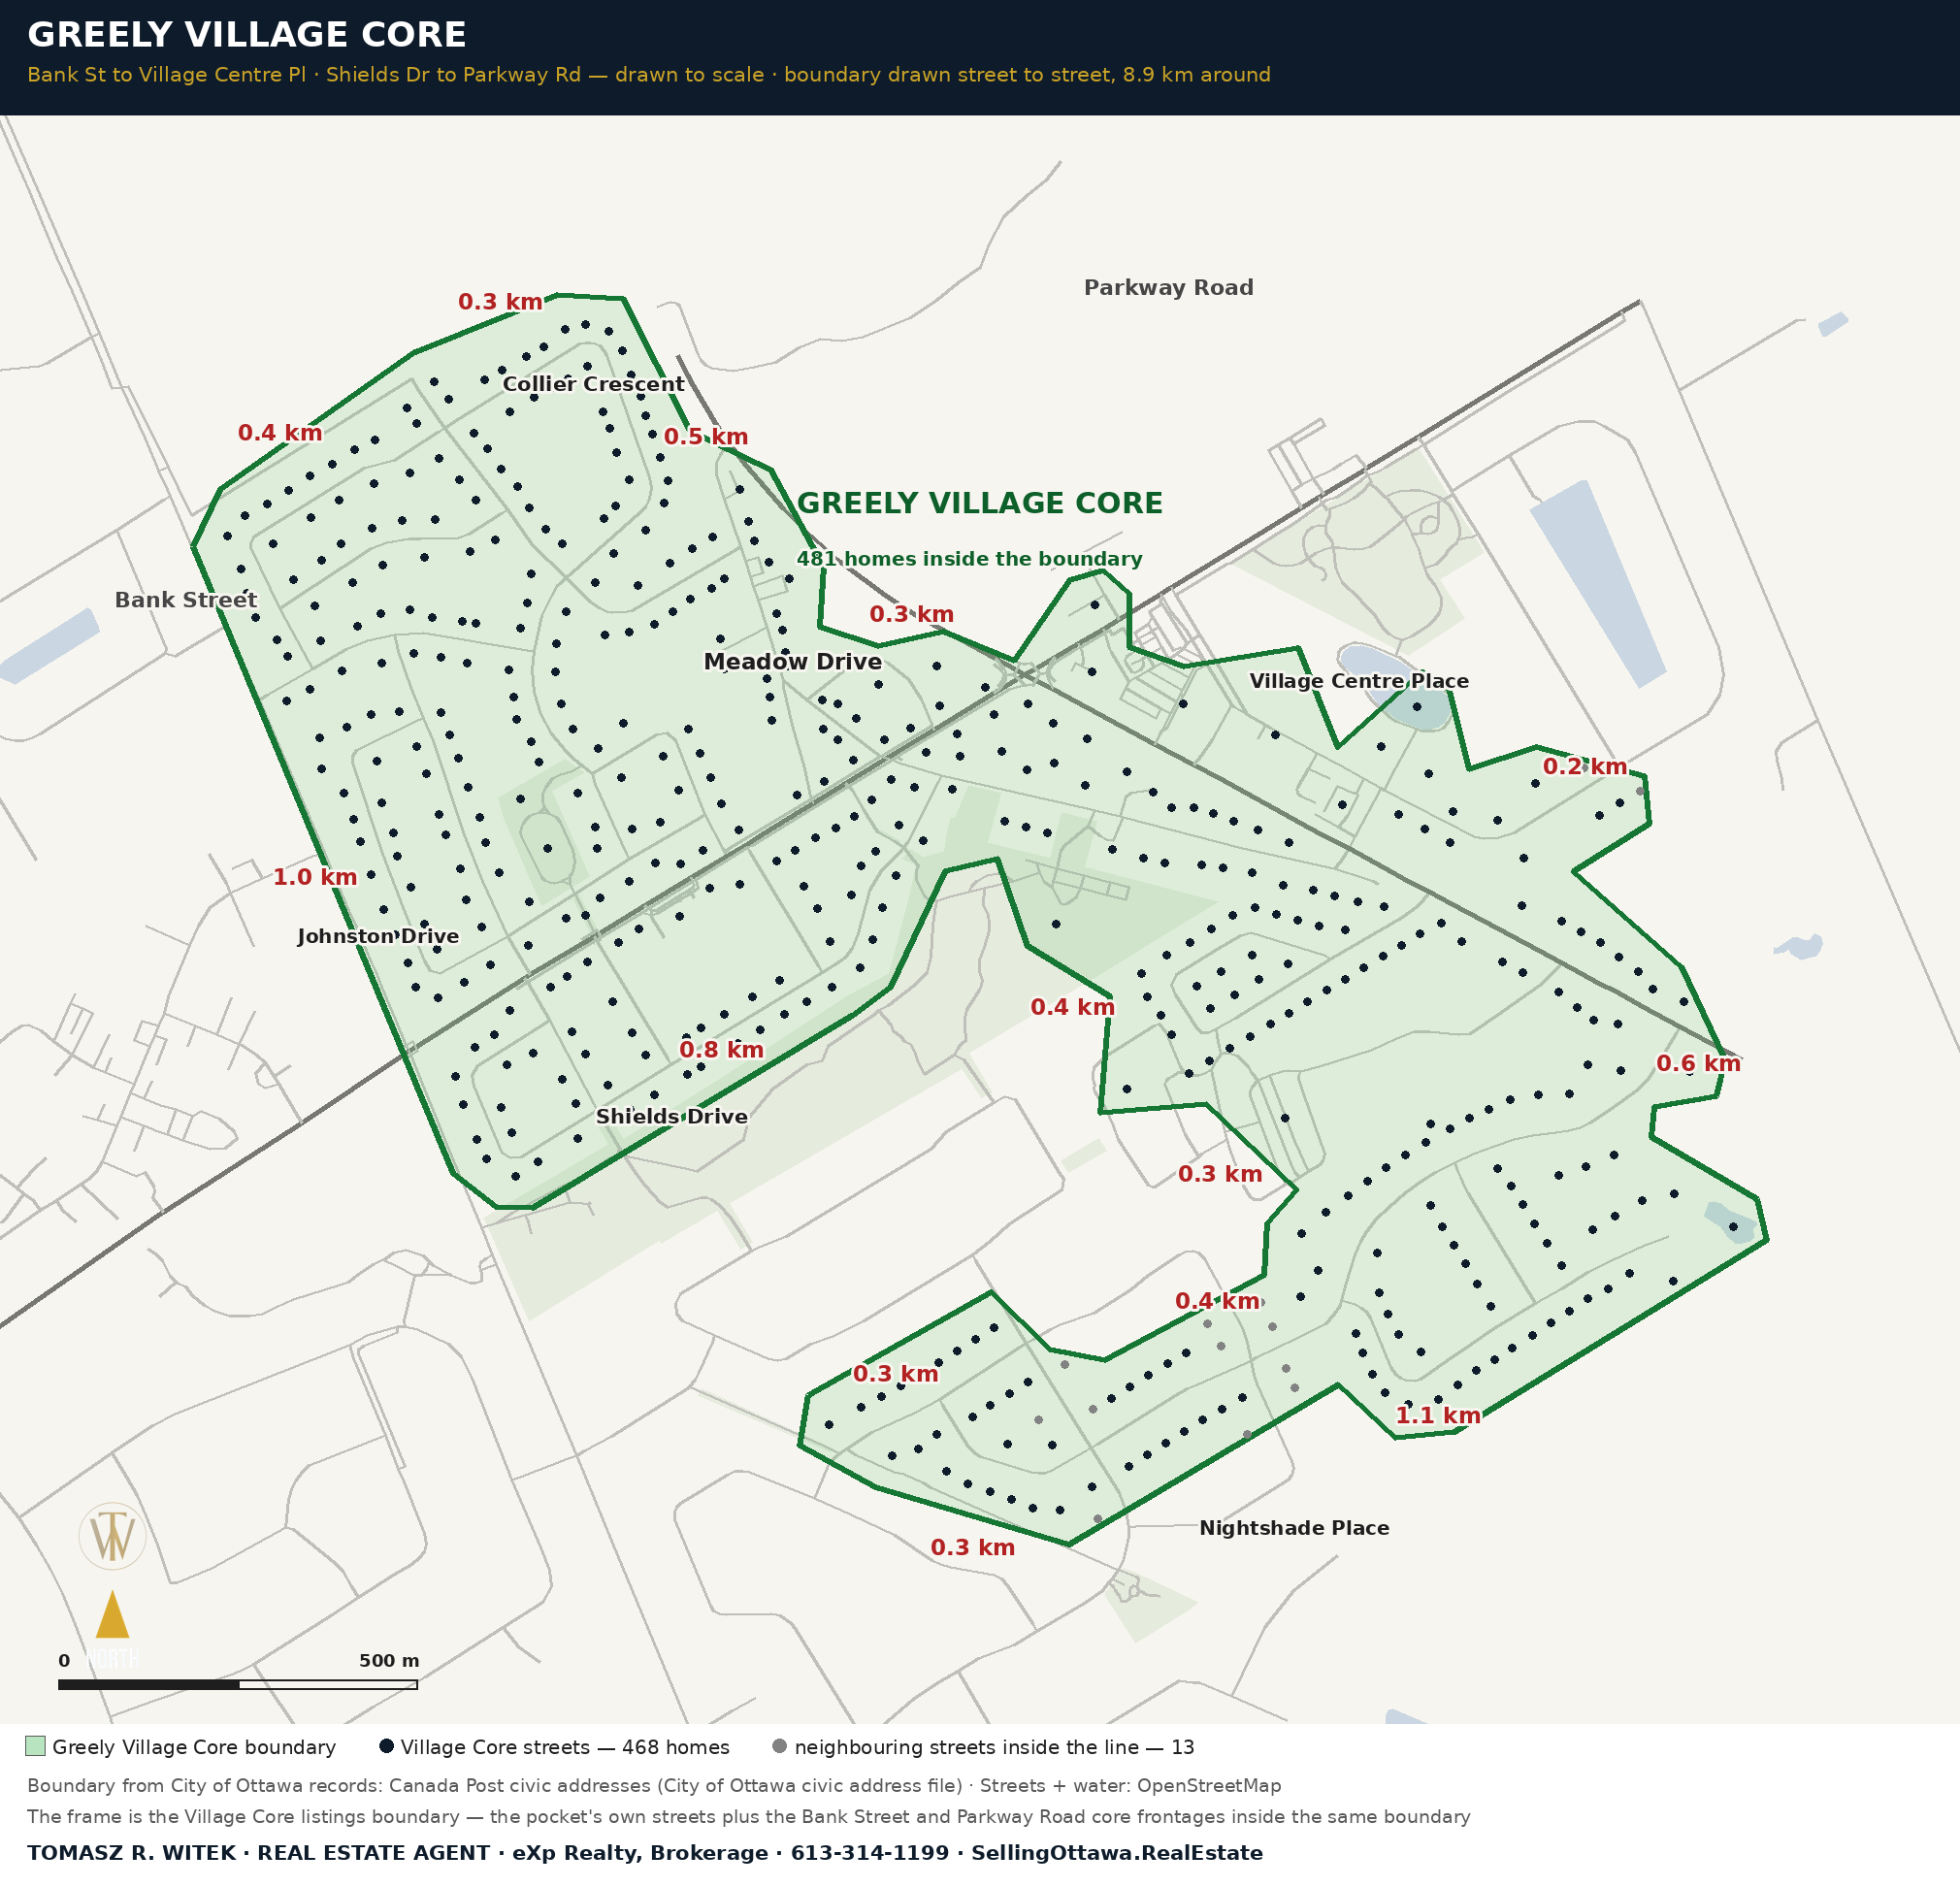 GREELY VILLAGE CORE
Bank St to Village Centre Pl · Shields Dr to Parkway Rd — drawn to scale · boundary drawn street to street, 8.9 km around
Parkway Road
0.3 km
Collier Crescent
0.4 km
0.5 km
GREELY VILLAGE CORE
481 homes inside the boundary
Bank Street
0.3 km
Meadow Drive
Village Centre Place
0.2 km
1.0 km
Johnston Drive
0.4 km
0.8 km
0.6 km
Shields Drive
0.3 km
0.4 km
0.3 km
1.1 km
Nightshade Place
0.3 km
TW
NORTH
0 500 m
Greely Village Core boundary
Village Core streets — 468 homes
neighbouring streets inside the line — 13
Boundary from City of Ottawa records: Canada Post civic addresses (City of Ottawa civic address file) · Streets + water: OpenStreetMap
The frame is the Village Core listings boundary — the pocket's own streets plus the Bank Street and Parkway Road core frontages inside the same boundary
TOMASZ R. WITEK · REAL ESTATE AGENT · eXp Realty, Brokerage · 613-314-1199 · SellingOttawa.RealEstate